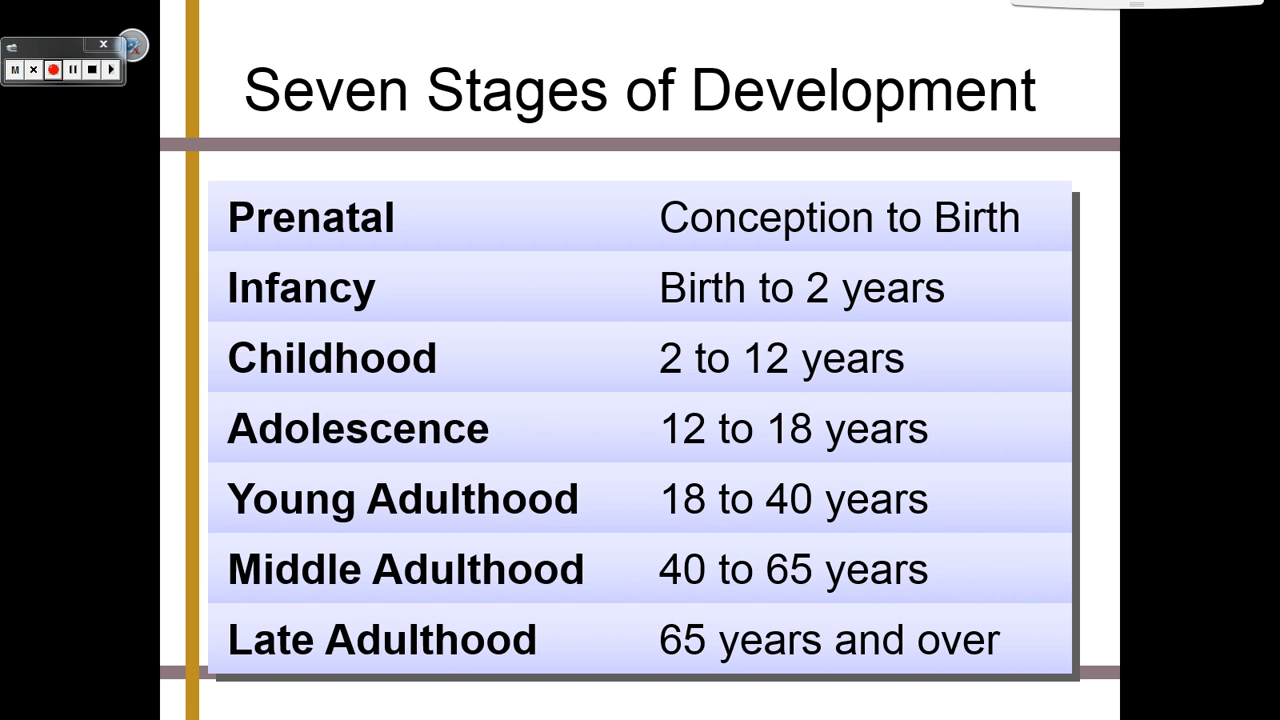 Seven Stages of Development
Prenatal Conception to Birth
Infancy Birth to 2 years
Childhood 2 to 12 years
Adolescence 12 to 18 years
Young Adulthood 18 to 40 years
Middle Adulthood 40 to 65 years
Late Adulthood 65 years and over
M